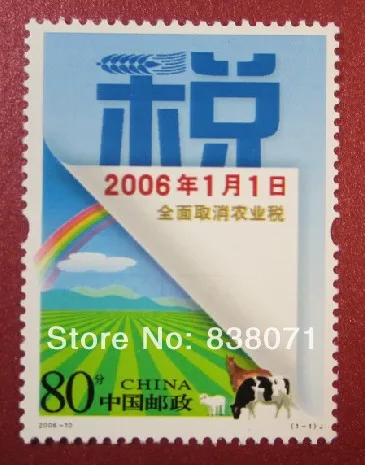 税
2006年1月1日
全面取消农业税
Store No: 838071
80分 CHINA
中国邮政
2006-10 (1-1)J